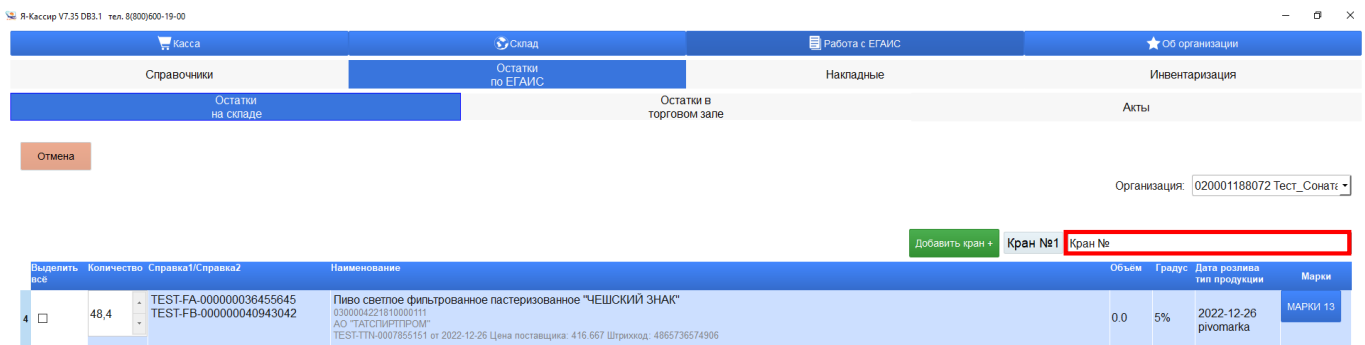 Я-Кассир V7.35 DB3.1 тел. 8(800)600-19-00
Касса
Склад
Работа с ЕГАИС
Об организации
Справочники
Остатки
по ЕГАИС
Накладные
Инвентаризация
Остатки
на складе
Остатки в
торговом зале
Акты
Отмена
Организация: 020001188072 Тест_Соната
Добавить кран +
Кран №1
Кран №
Выделить
всё
Количество
Справка1/Справка2
Наименование
Объём
Градус
Дата розлива
тип продукции
Марки
4
48,4
TEST-FA-000000036455645
TEST-FB-000000040943042
Пиво светлое фильтрованное пастеризованное "ЧЕШСКИЙ ЗНАК"
0300004221810000111
АО "ТАТСПИРТПРОМ"
TEST-TTN-0007855151 от 2022-12-26 Цена поставщика: 416.667 Штрихкод: 4865736574906
0.0
5%
2022-12-26
pivomarka
МАРКИ 13